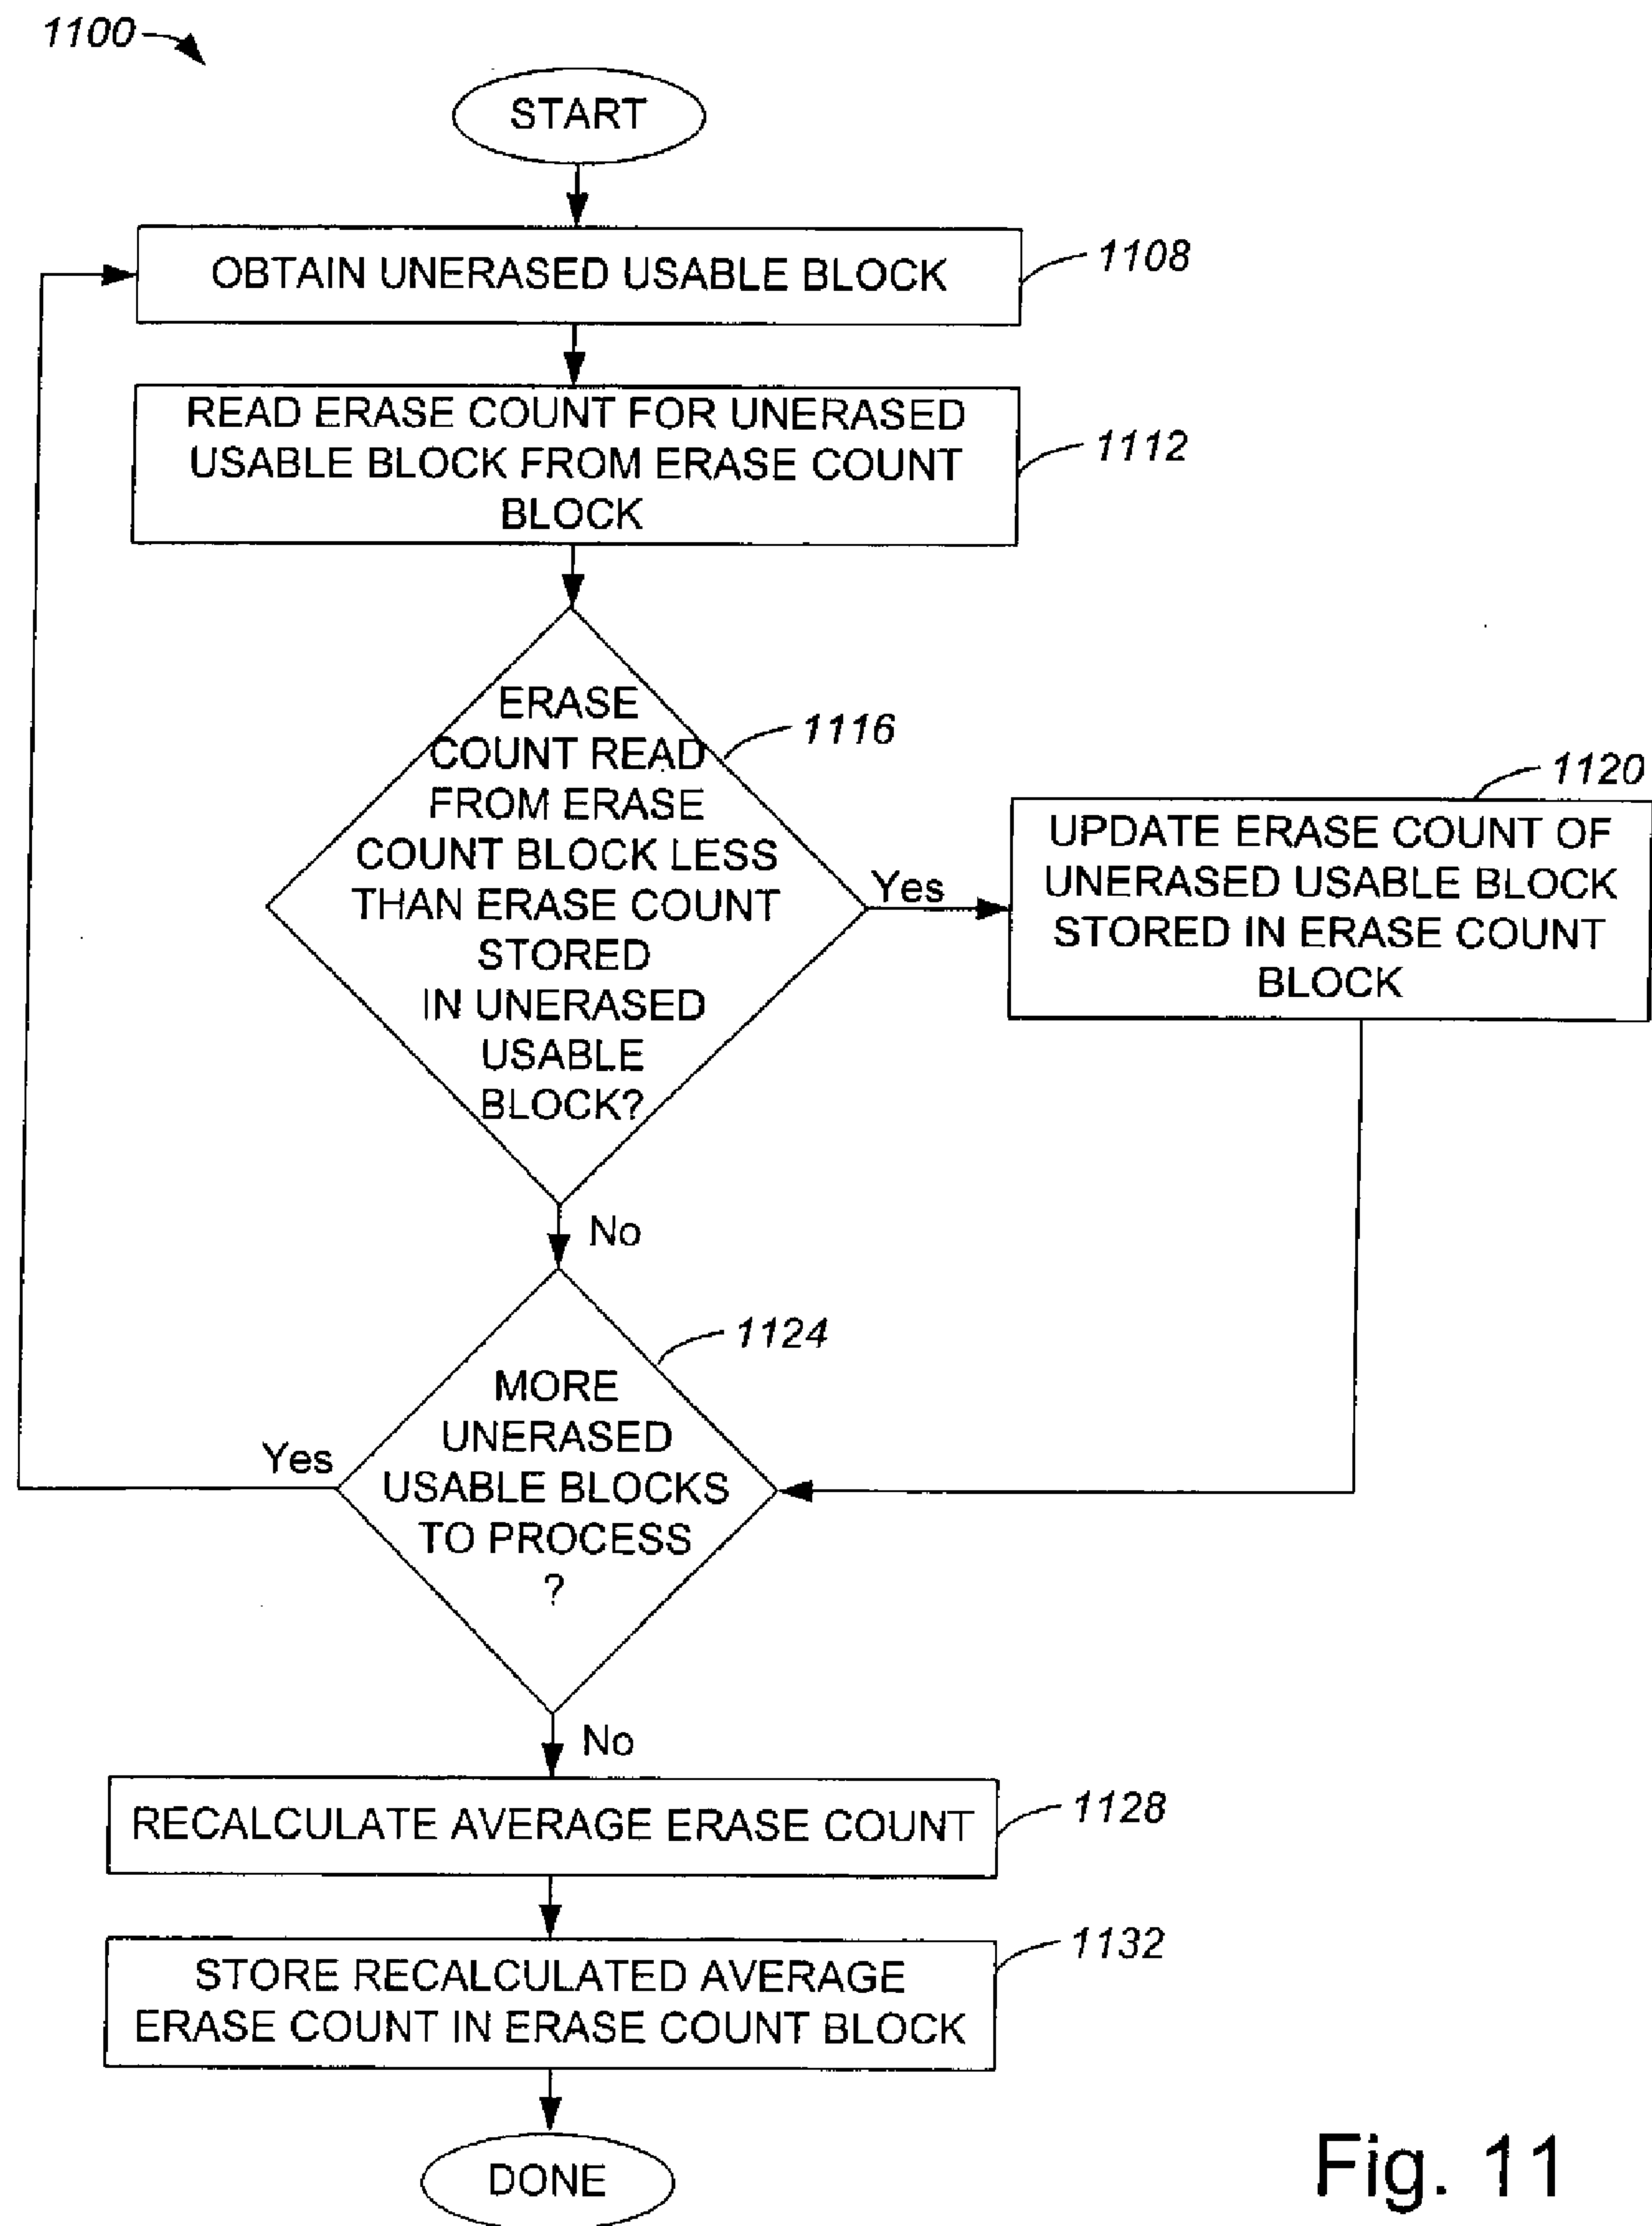 1100
START
OBTAIN UNERASED USABLE BLOCK
1108
READ ERASE COUNT FOR UNERASED
USABLE BLOCK FROM ERASE COUNT
BLOCK
1112
ERASE
COUNT READ
FROM ERASE
COUNT BLOCK LESS
THAN ERASE COUNT
STORED
IN UNERASED
USABLE
BLOCK?
1116
Yes
1120
UPDATE ERASE COUNT OF
UNERASED USABLE BLOCK
STORED IN ERASE COUNT
BLOCK
No
1124
MORE
UNERASED
USABLE BLOCKS
TO PROCESS
?
Yes
No
RECALCULATE AVERAGE ERASE COUNT
1128
STORE RECALCULATED AVERAGE
ERASE COUNT IN ERASE COUNT BLOCK
1132
DONE
Fig. 11